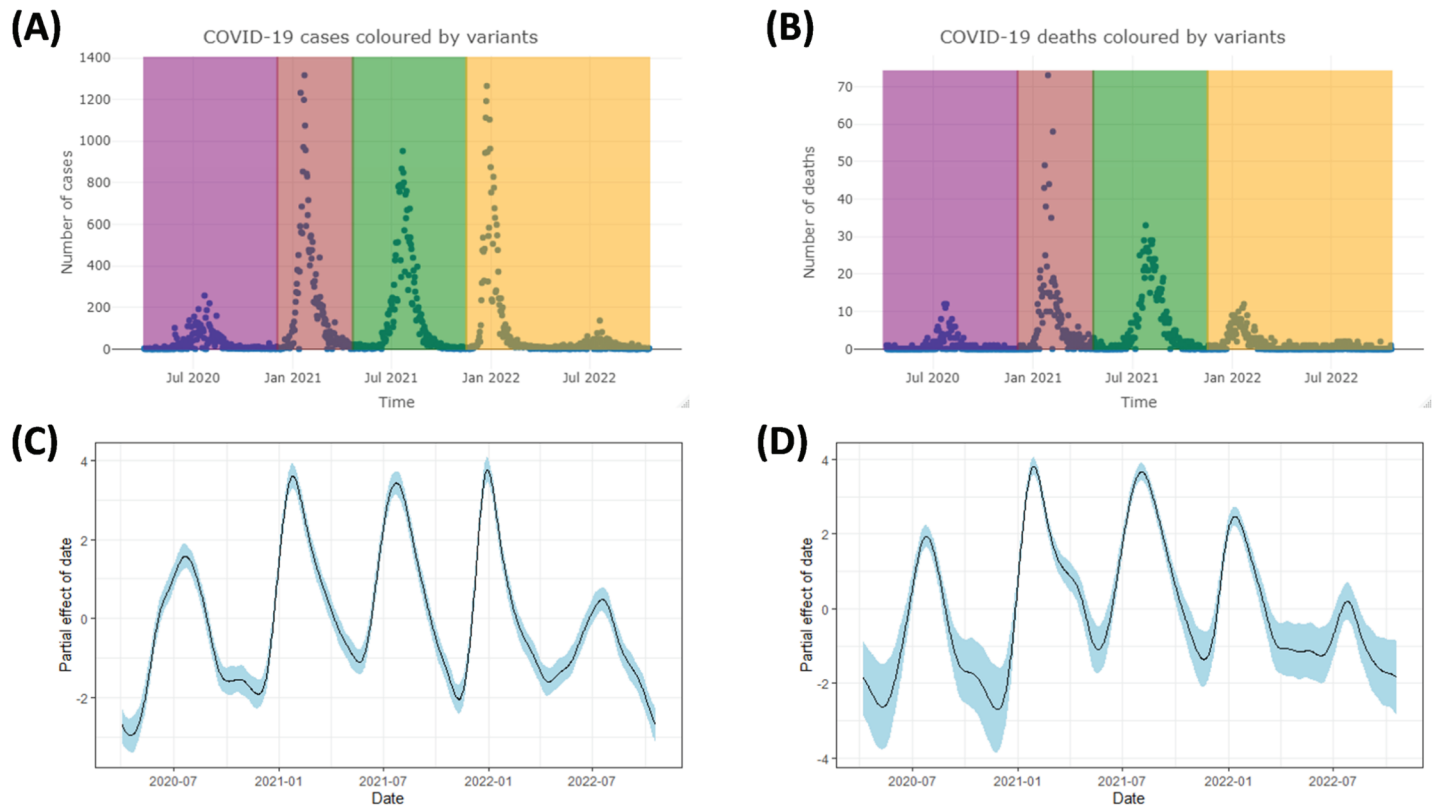 (A)
COVID-19 cases coloured by variants
Number of cases
1400
1200
1000
800
600
400
200
0
Jul 2020 Jan 2021 Jul 2021 Jan 2022 Jul 2022
Time
(B)
COVID-19 deaths coloured by variants
Number of deaths
70
60
50
40
30
20
10
0
Jul 2020 Jan 2021 Jul 2021 Jan 2022 Jul 2022
Time
(C)
Partial effect of date
4
2
0
-2
2020-07 2021-01 2021-07 2022-01 2022-07
Date
(D)
Partial effect of date
4
2
0
-2
-4
2020-07 2021-01 2021-07 2022-01 2022-07
Date